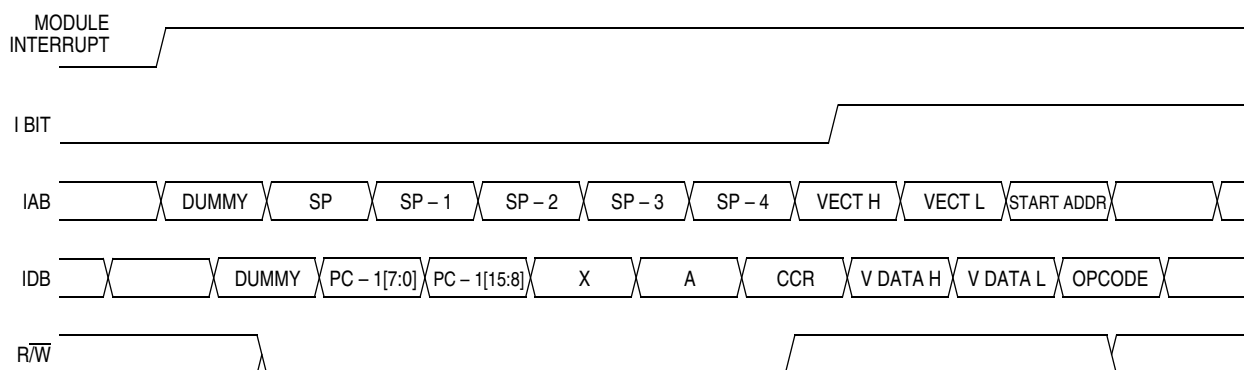 MODULE
INTERRUPT
I BIT
IAB DUMMY SP SP – 1 SP – 2 SP – 3 SP – 4 VECT H VECT L START ADDR
IDB DUMMY PC – 1[7:0] PC – 1[15:8] X A CCR V DATA H V DATA L OPCODE
R/W